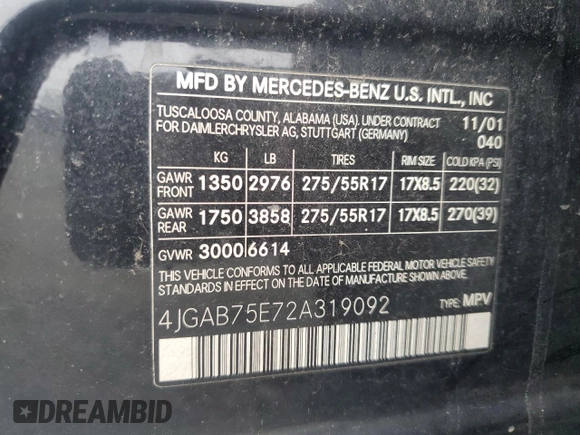 MFD BY MERCEDES-BENZ U.S. INTL., INC
TUSCALOOSA COUNTY, ALABAMA (USA). UNDER CONTRACT 11/01
FOR DAIMLERCHRYSLER AG, STUTTGART (GERMANY) 040
KG LB TIRES RIM SIZE COLD KPA (PSI)
GAWR FRONT 1350 2976 275/55R17 17X8.5 220(32)
GAWR REAR 1750 3858 275/55R17 17X8.5 270(39)
GVWR 3000 6614
THIS VEHICLE CONFORMS TO ALL APPLICABLE FEDERAL MOTOR VEHICLE SAFETY
STANDARDS IN EFFECT ON THE DATE OF MANUFACTURE SHOWN ABOVE.
4JGAB75E72A319092 TYPE: MPV
DREAMBID